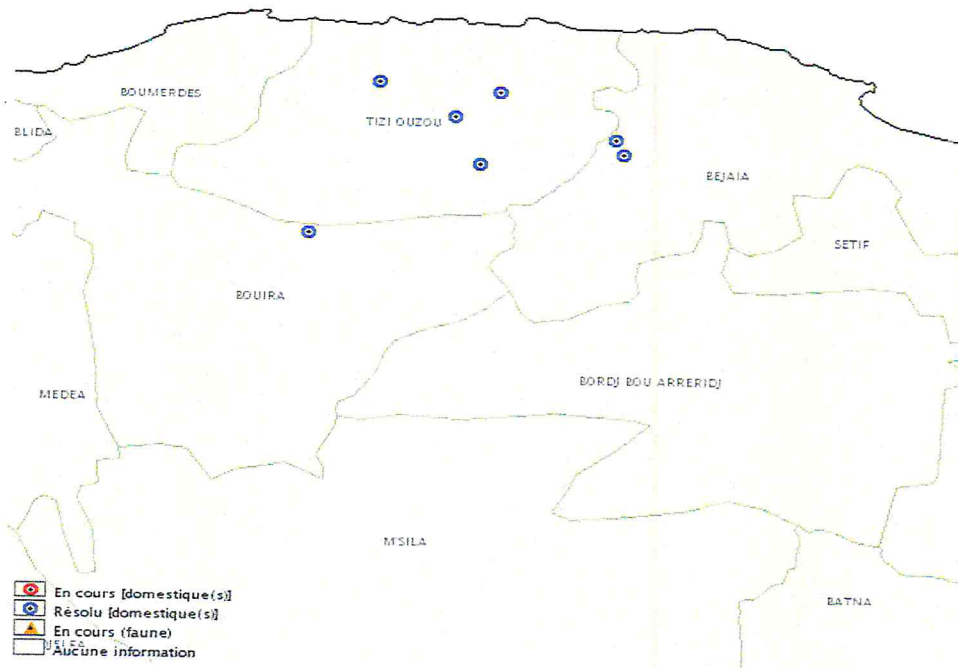 BOUMERDES
BLIDA
TIZI OUZOU
BEJAIA
SETIF
BOUIRA
MEDEA
BORDJ BOU ARRERIDJ
M'SILA
BATNA
En cours [domestique(s)]
Résolu [domestique(s)]
En cours (faune)
Aucune information